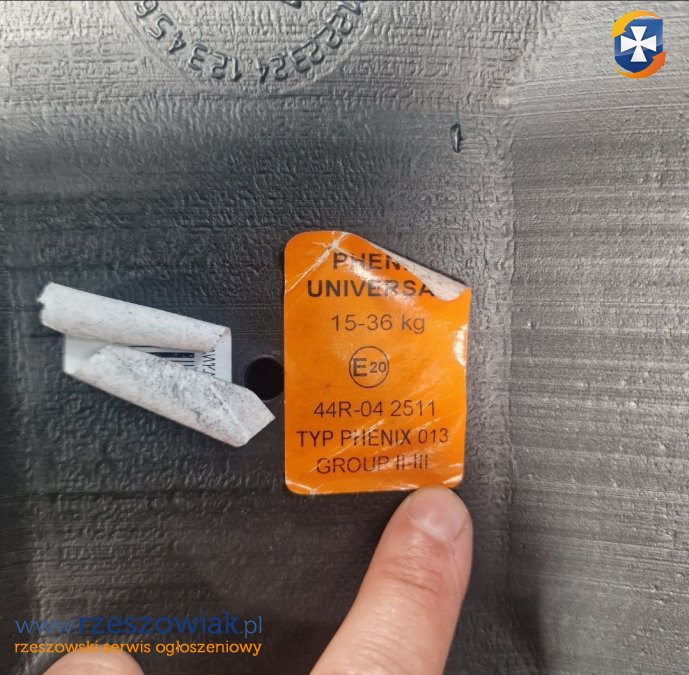 PHEN
UNIVERSA
15-36 kg
E20
44R-04 2511
TYP PHENIX 013
GROUP II-III
www.rzeszowiak.pl
rzeszowski serwis ogłoszeniowy